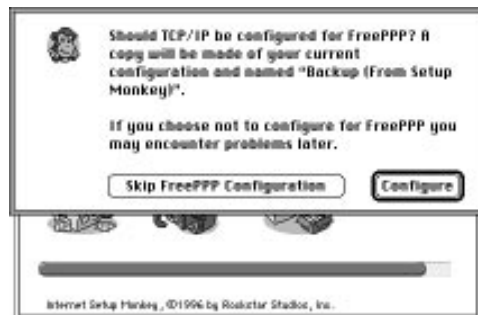 Should TCP/IP be configured for FreePPP? A
copy will be made of your current
configuration and named "Backup (From Setup
Monkey)".
If you choose not to configure for FreePPP you
may encounter problems later.
Skip FreePPP Configuration
Configure
Internet Setup Monkey, ©1996 by Rockstar Studios, Inc.